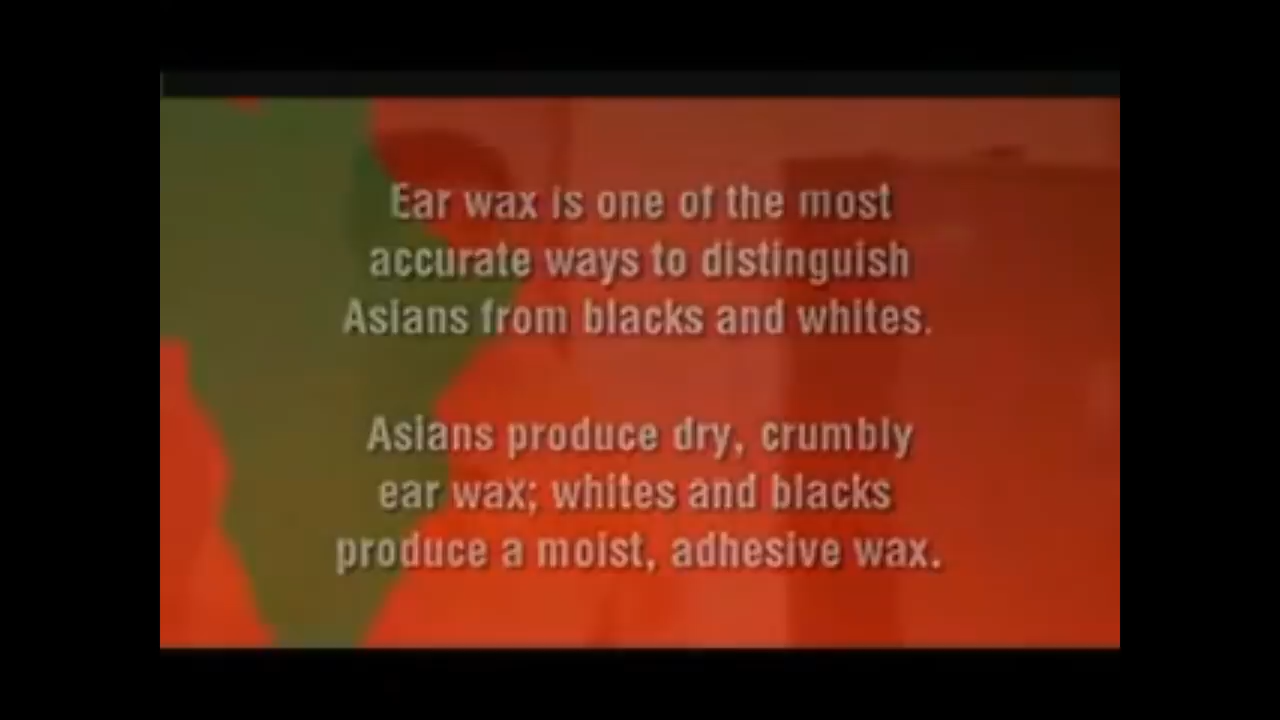 Ear wax is one of the most
accurate ways to distinguish
Asians from blacks and whites.
Asians produce dry, crumbly
ear wax; whites and blacks
produce a moist, adhesive wax.